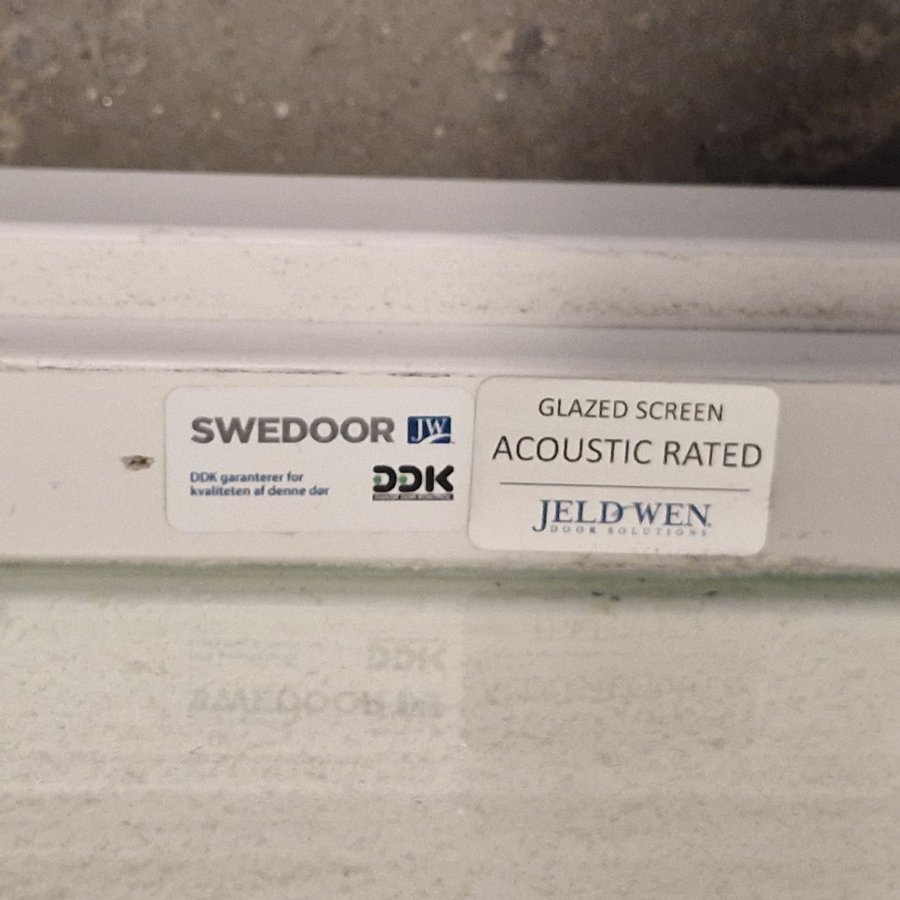 SWEDOOR JW
DDK garanterer for
kvaliteten af denne dør
DDK
GLAZED SCREEN
ACOUSTIC RATED
JELD-WEN
DOOR SOLUTIONS